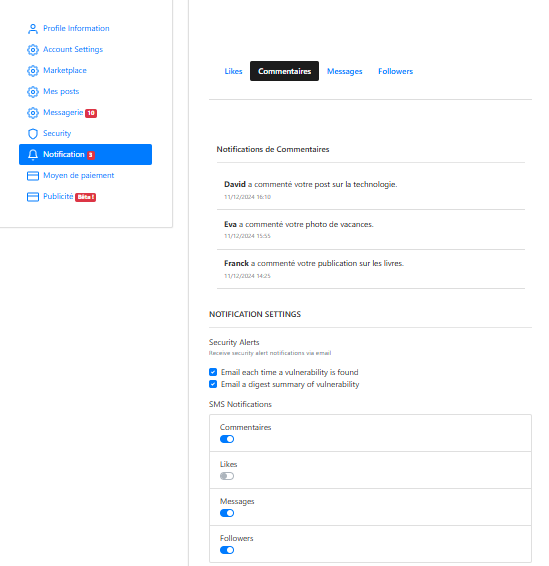 Profile Information
Account Settings
Marketplace
Mes posts
Messagerie 10
Security
Notification 3
Moyen de paiement
Publicité Bêta !
Likes Commentaires Messages Followers
Notifications de Commentaires
David a commenté votre post sur la technologie.
11/12/2024 16:10
Eva a commenté votre photo de vacances.
11/12/2024 15:55
Franck a commenté votre publication sur les livres.
11/12/2024 14:25
NOTIFICATION SETTINGS
Security Alerts
Receive security alert notifications via email
Email each time a vulnerability is found
Email a digest summary of vulnerability
SMS Notifications
Commentaires
Likes
Messages
Followers